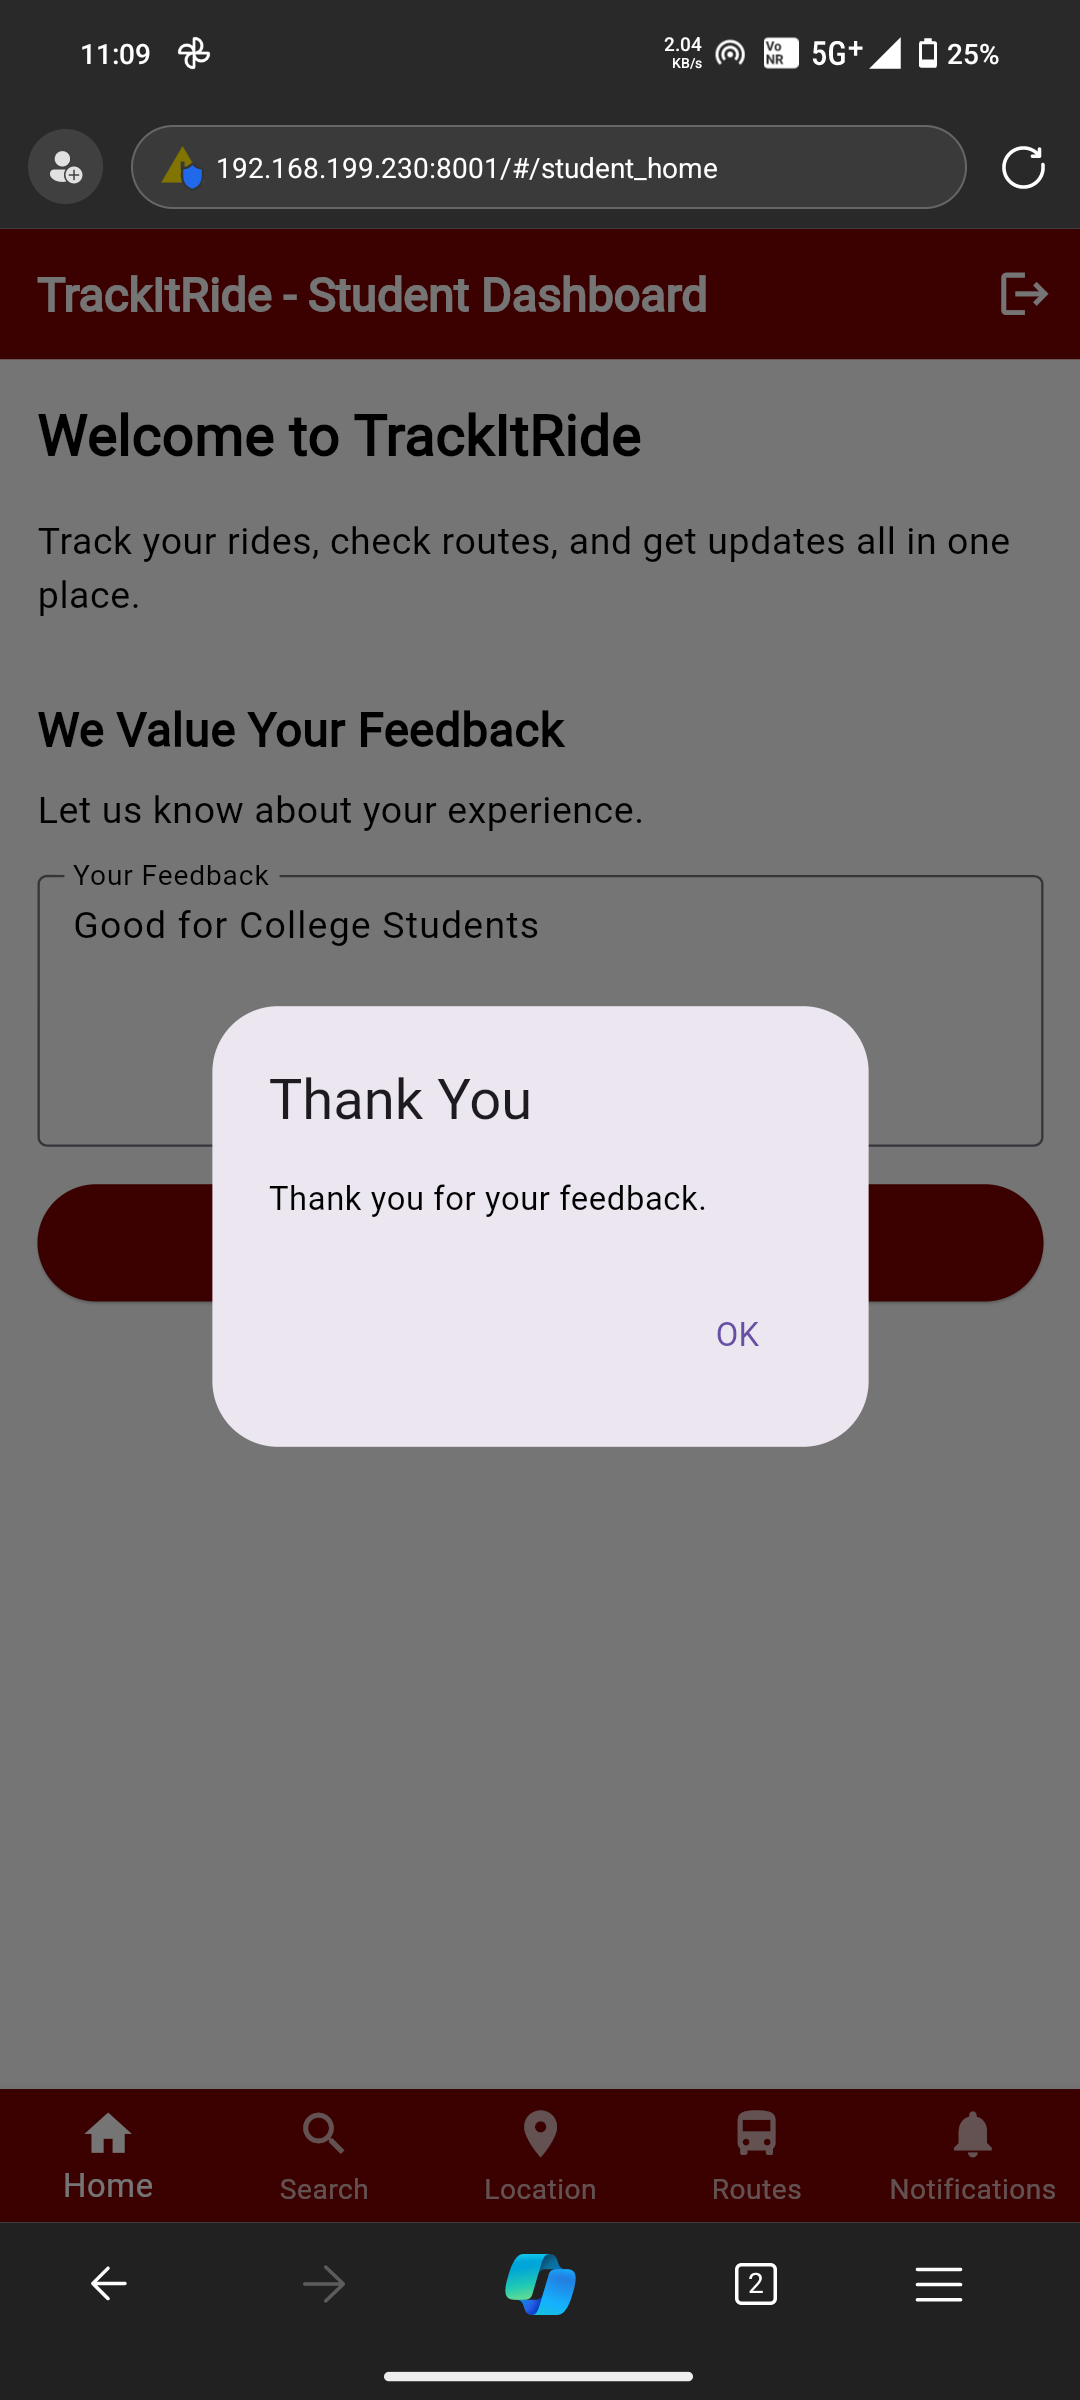 11:09
2.04
KB/s
Vo
NR
5G+
25%
192.168.199.230:8001/#/student_home
TrackItRide - Student Dashboard
Welcome to TrackItRide
Track your rides, check routes, and get updates all in one
place.
We Value Your Feedback
Let us know about your experience.
Your Feedback
Good for College Students
Thank You
Thank you for your feedback.
OK
Home
Search
Location
Routes
Notifications
2